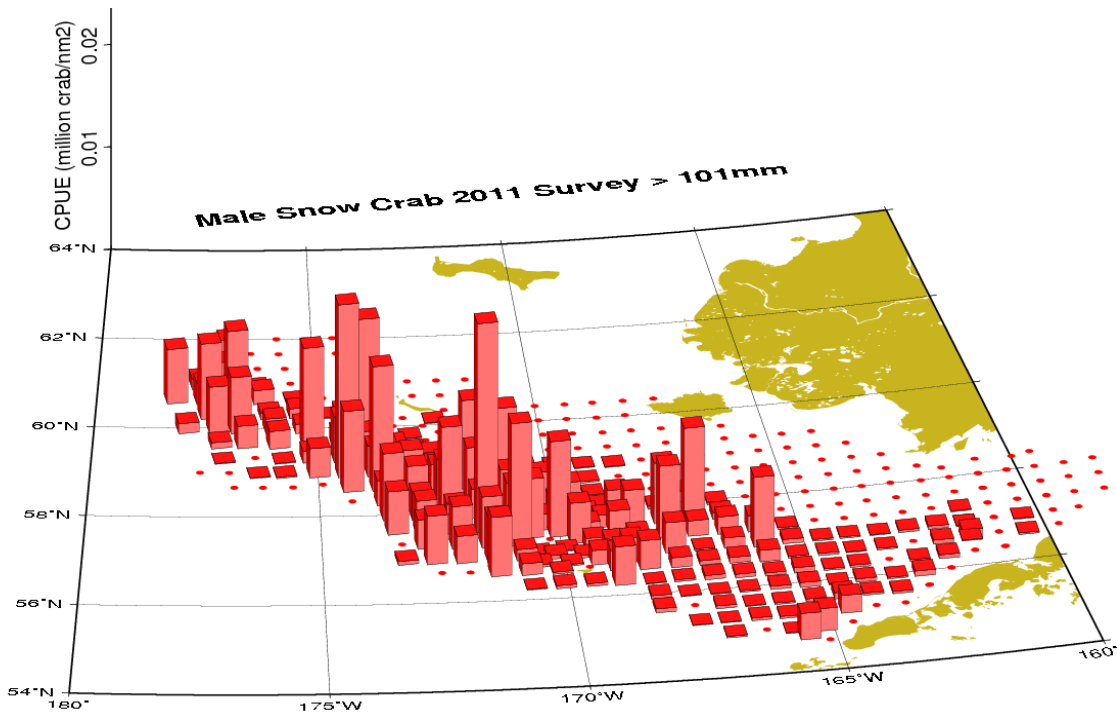 0.02
0.01
CPUE (million crab/nm2)
Male Snow Crab 2011 Survey > 101mm
64°N
62°N
60°N
58°N
56°N
54°N
180°
175°W
170°W
165°W
160°